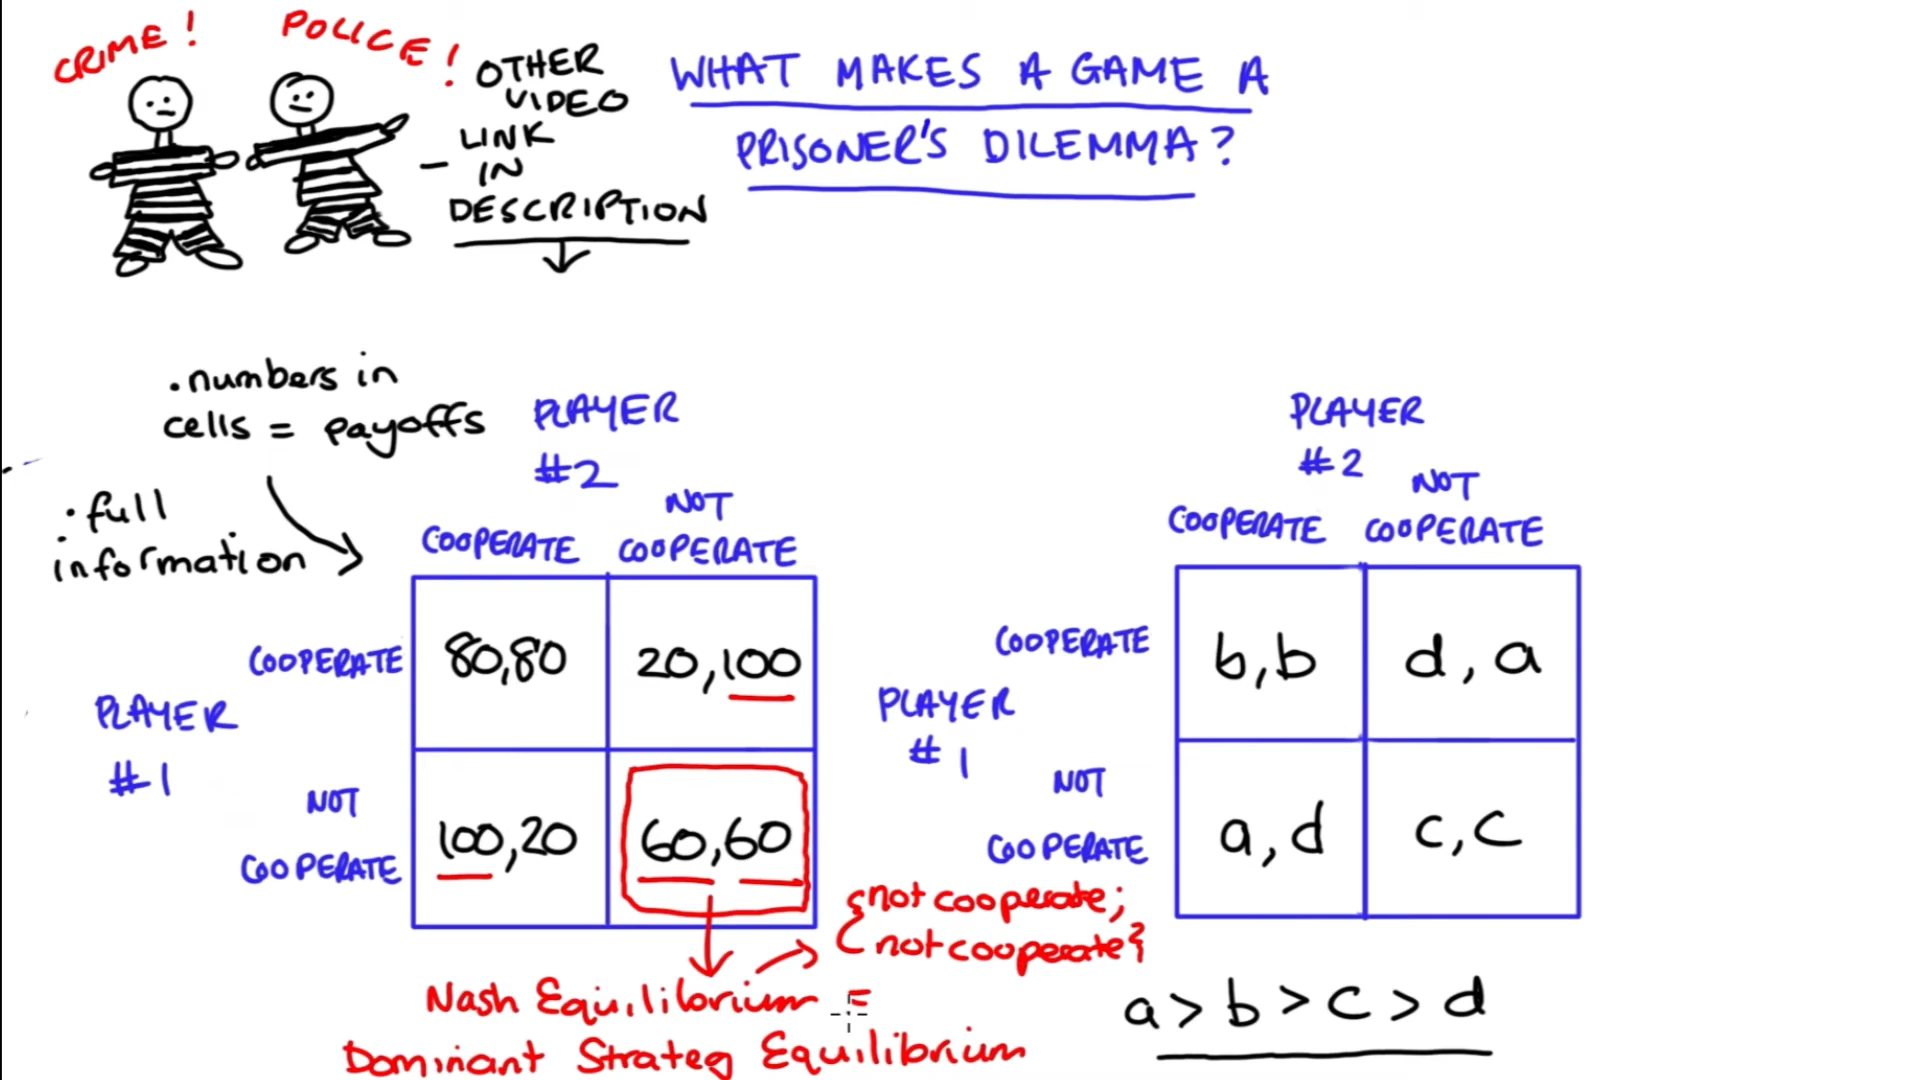 CRIME!
POLICE!
OTHER
VIDEO
LINK
IN
DESCRIPTION
WHAT MAKES A GAME A
PRISONER'S DILEMMA?
. numbers in
cells = payoffs
. full
information
PLAYER
#2
COOPERATE
NOT
COOPERATE
PLAYER
#1
COOPERATE
NOT
COOPERATE
80,80
20,100
100,20
60,60
{not cooperate;
not cooperate}
Nash Equilibrium =
Dominant Strateg Equilibrium
PLAYER
#2
COOPERATE
NOT
COOPERATE
PLAYER
#1
COOPERATE
NOT
COOPERATE
b,b
d,a
a,d
c,c
a>b>c>d